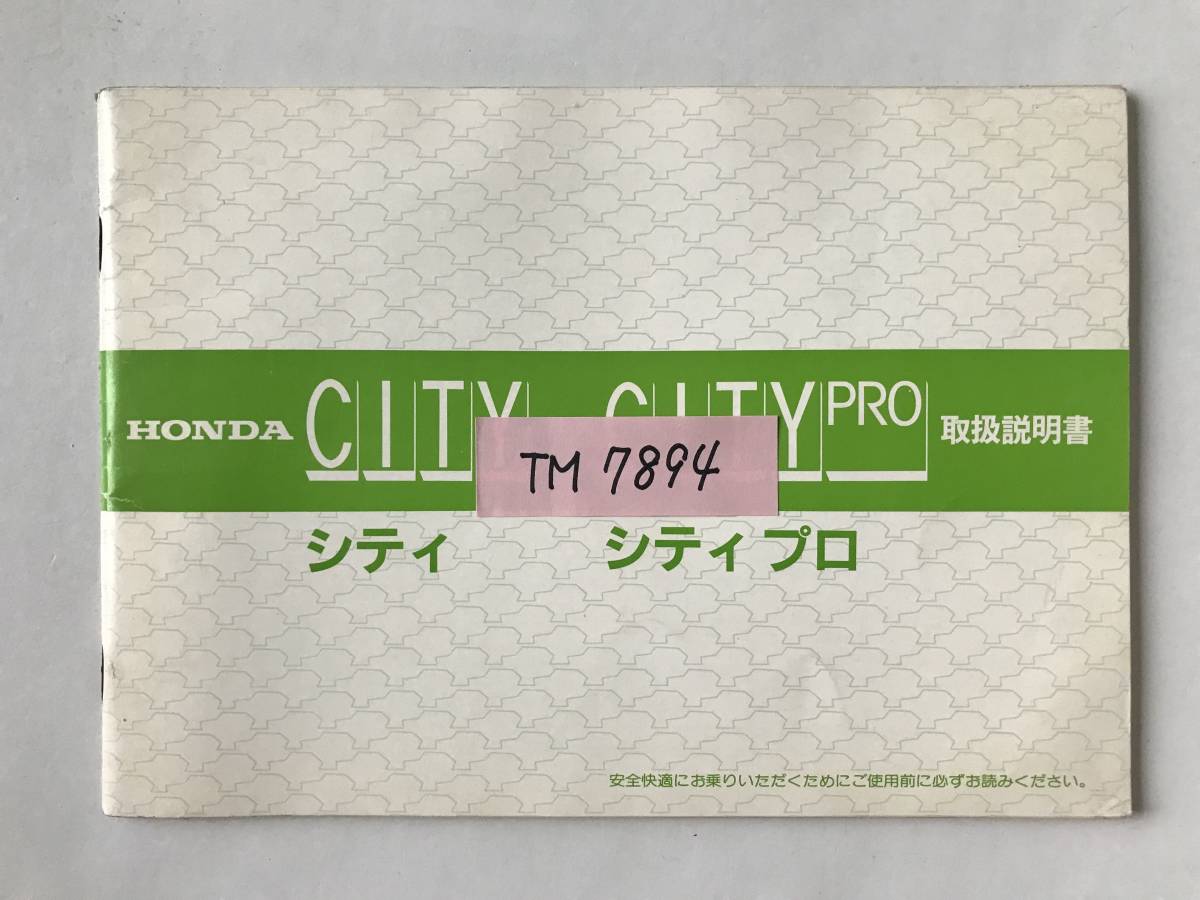 HONDA CITY CITY PRO 取扱説明書
TM 7894
シティ シティプロ
安全快適にお乗りいただくためにご使用前に必ずお読みください。